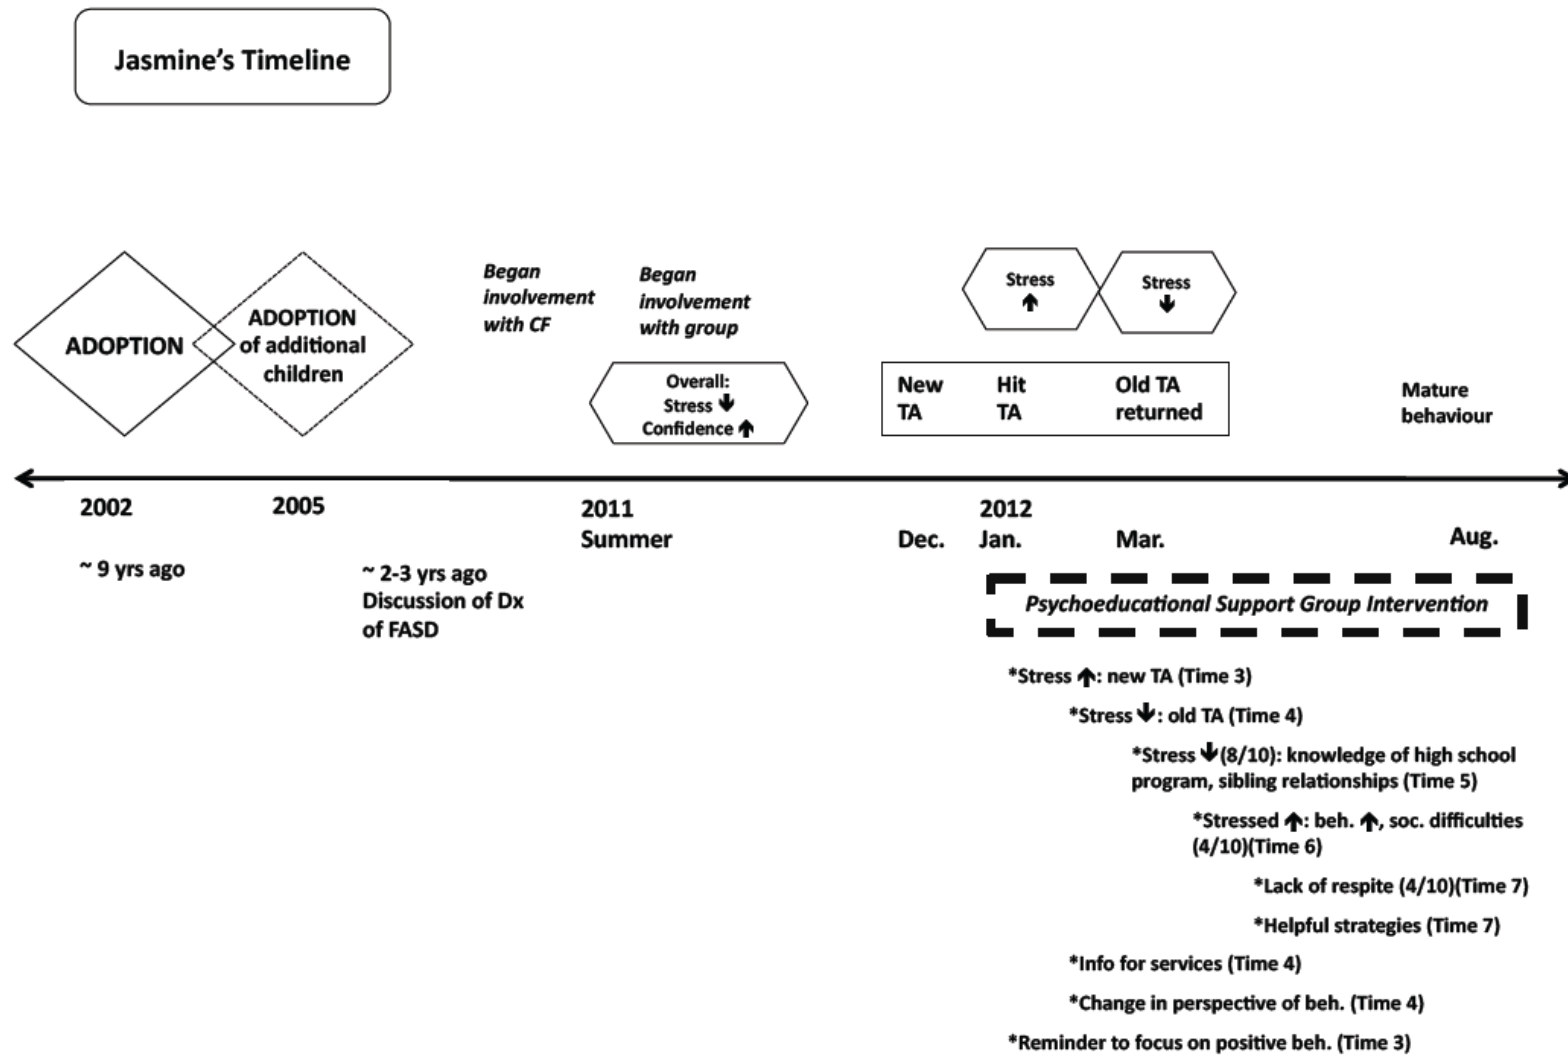 Jasmine's Timeline
ADOPTION
ADOPTION
of additional
children
Began
involvement
with CF
Began
involvement
with group
Overall:
Stress ↓
Confidence ↑
Stress
↑
Stress
↓
New
TA
Hit
TA
Old TA
returned
Mature
behaviour
2002
2005
2011
Summer
Dec.
2012
Jan.
Mar.
Aug.
~ 9 yrs ago
~ 2-3 yrs ago
Discussion of Dx
of FASD
Psychoeducational Support Group Intervention
*Stress ↑: new TA (Time 3)
*Stress ↓: old TA (Time 4)
*Stress ↓(8/10): knowledge of high school
program, sibling relationships (Time 5)
*Stressed ↑: beh. ↑, soc. difficulties
(4/10)(Time 6)
*Lack of respite (4/10)(Time 7)
*Helpful strategies (Time 7)
*Info for services (Time 4)
*Change in perspective of beh. (Time 4)
*Reminder to focus on positive beh. (Time 3)